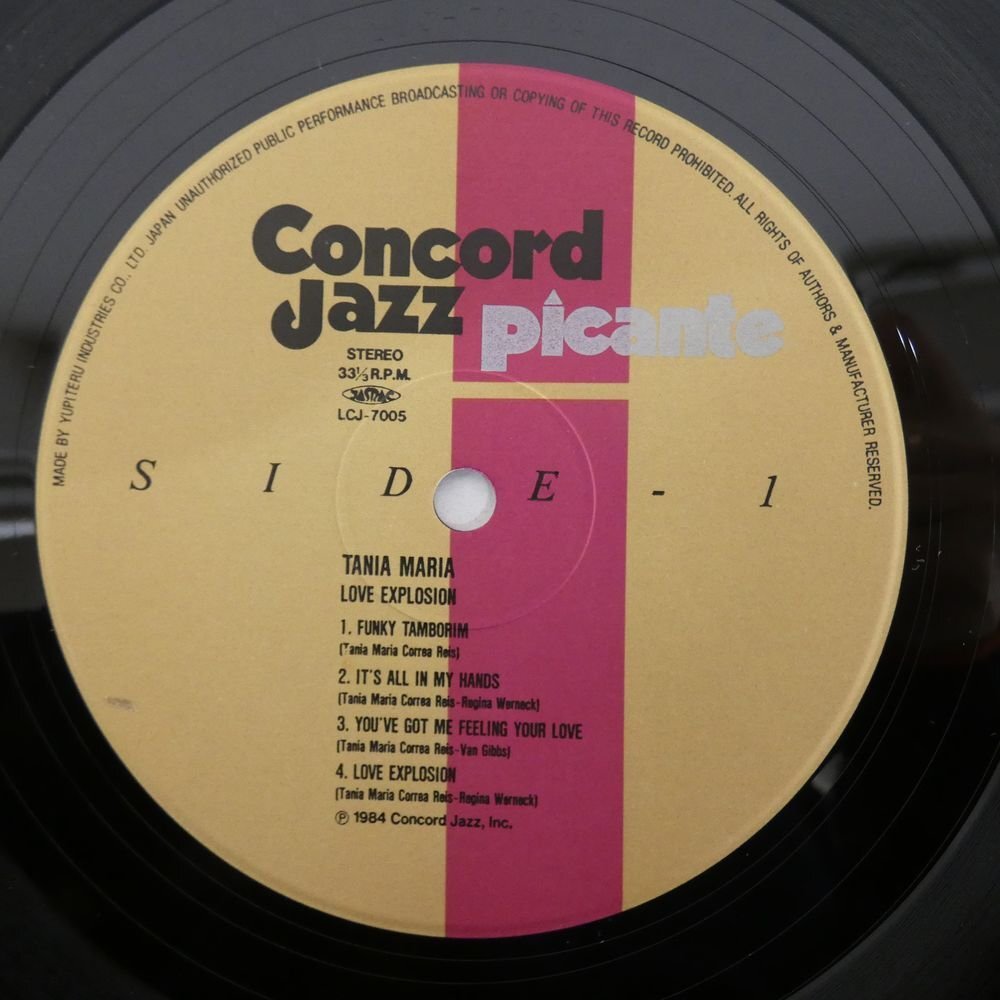 MADE BY YUPITERU INDUSTRIES CO., LTD. JAPAN UNAUTHORIZED PUBLIC PERFORMANCE BROADCASTING OR COPYING OF THIS RECORD PROHIBITED. ALL RIGHTS OF AUTHORS & MANUFACTURER RESERVED.
Concord
Jazz picante
STEREO
33⅓ R.P.M.
JASRAC
LCJ-7005
SIDE-1
TANIA MARIA
LOVE EXPLOSION
1. FUNKY TAMBORIM
(Tania Maria Correa Reis)
2. IT'S ALL IN MY HANDS
(Tania Maria Correa Reis-Regina Werneck)
3. YOU'VE GOT ME FEELING YOUR LOVE
(Tania Maria Correa Reis-Van Gibbs)
4. LOVE EXPLOSION
(Tania Maria Correa Reis-Regina Werneck)
℗ 1984 Concord Jazz, Inc.